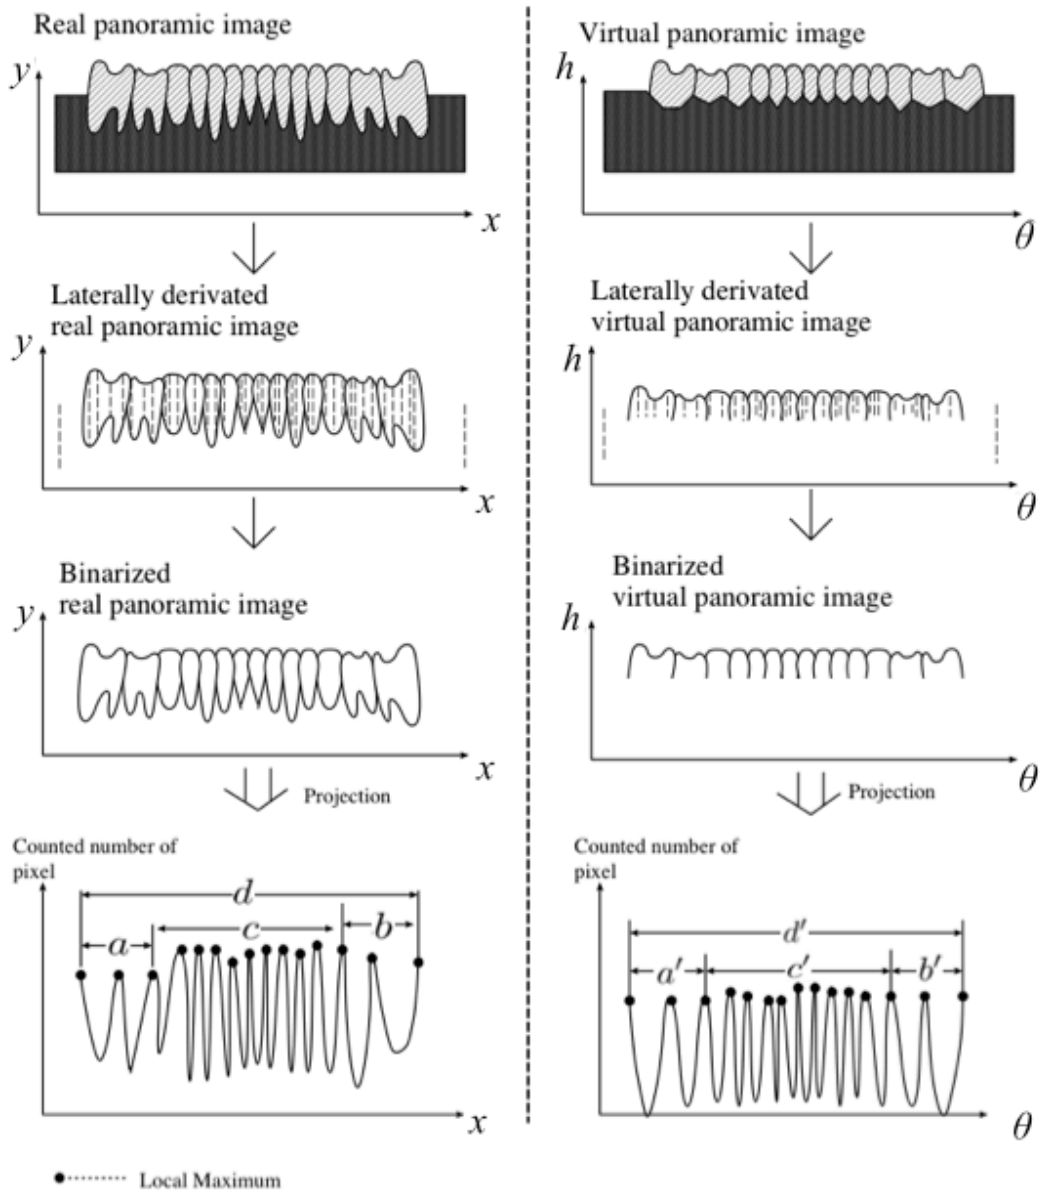 Real panoramic image
y
x
Laterally derivated
real panoramic image
y
x
Binarized
real panoramic image
y
x
Projection
Counted number of
pixel
d
a
c
b
x
Local Maximum
Virtual panoramic image
h
θ
Laterally derivated
virtual panoramic image
h
θ
Binarized
virtual panoramic image
h
θ
Projection
Counted number of
pixel
d′
a′
c′
b′
θ